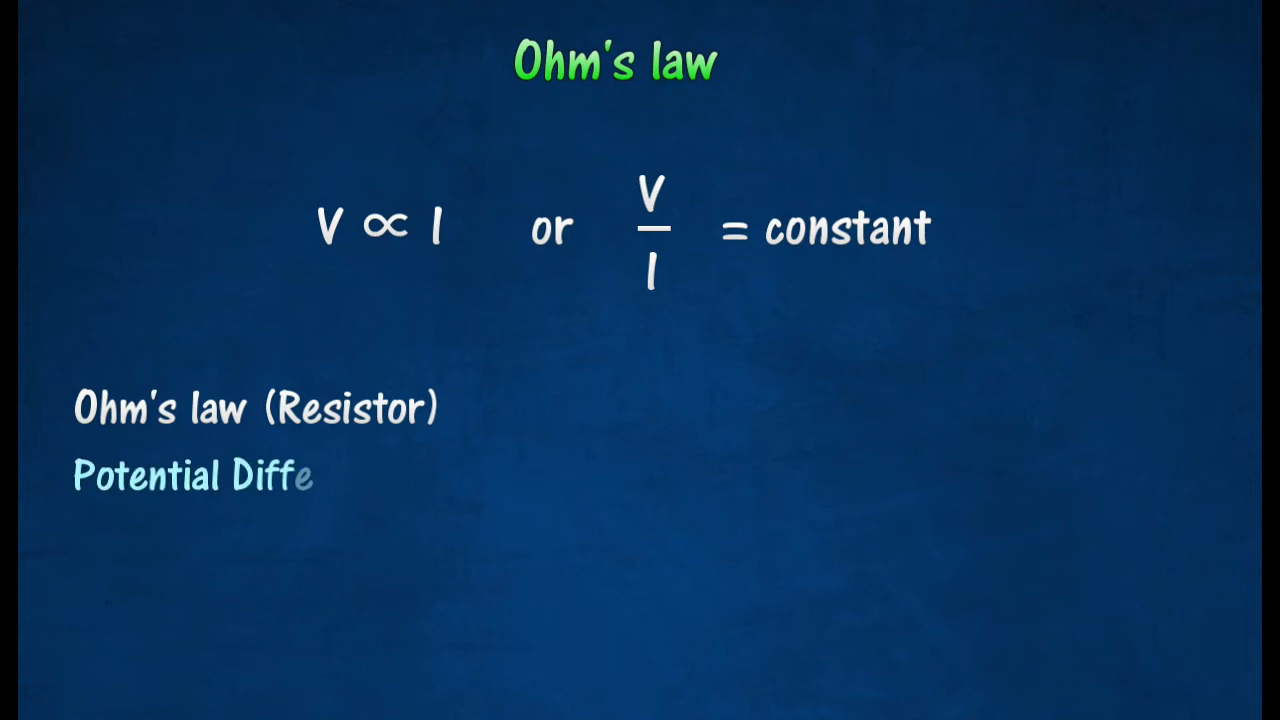 Ohm's law
V ∝ I or V/I = constant
Ohm's law (Resistor)
Potential Diffe